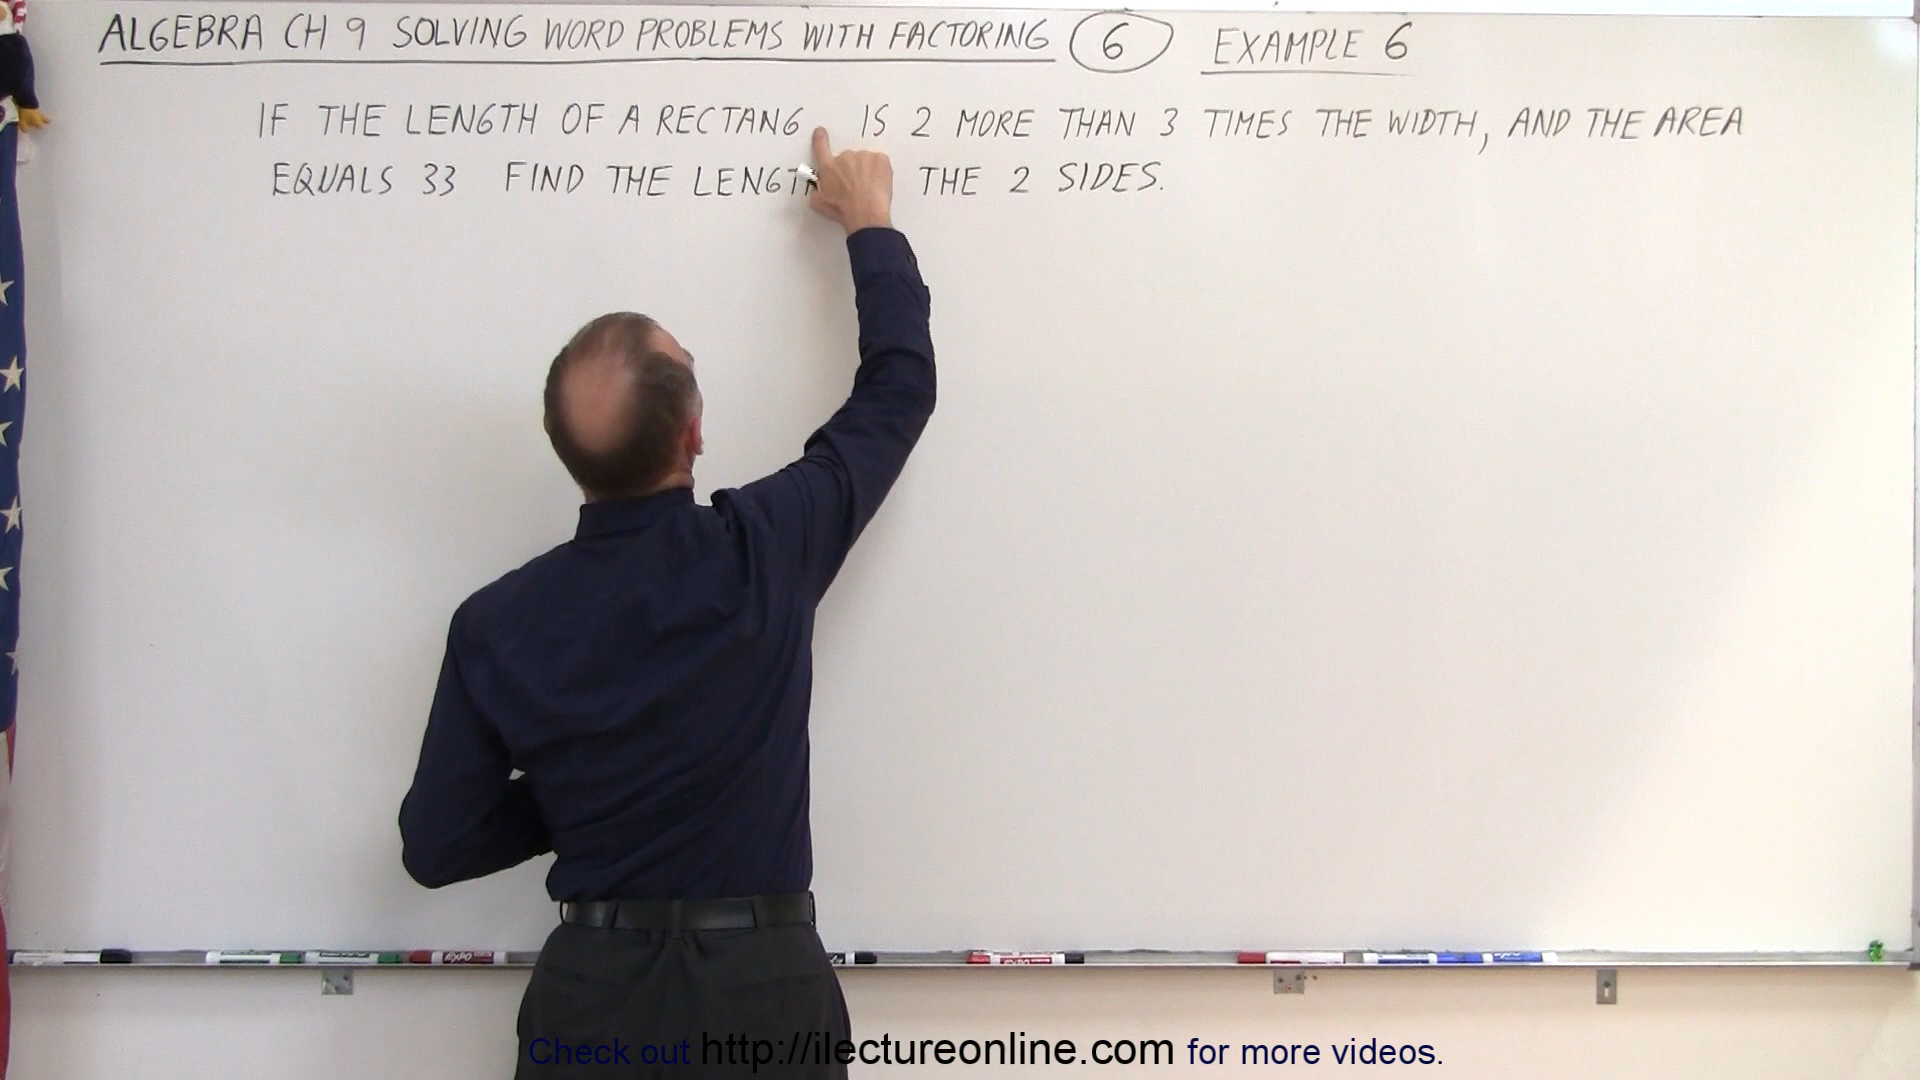 ALGEBRA CH 9 SOLVING WORD PROBLEMS WITH FACTORING 6 EXAMPLE 6
IF THE LENGTH OF A RECTANG IS 2 MORE THAN 3 TIMES THE WIDTH, AND THE AREA
EQUALS 33 FIND THE LENGTH THE 2 SIDES.
EXPO
Check out http://ilectureonline.com for more videos.